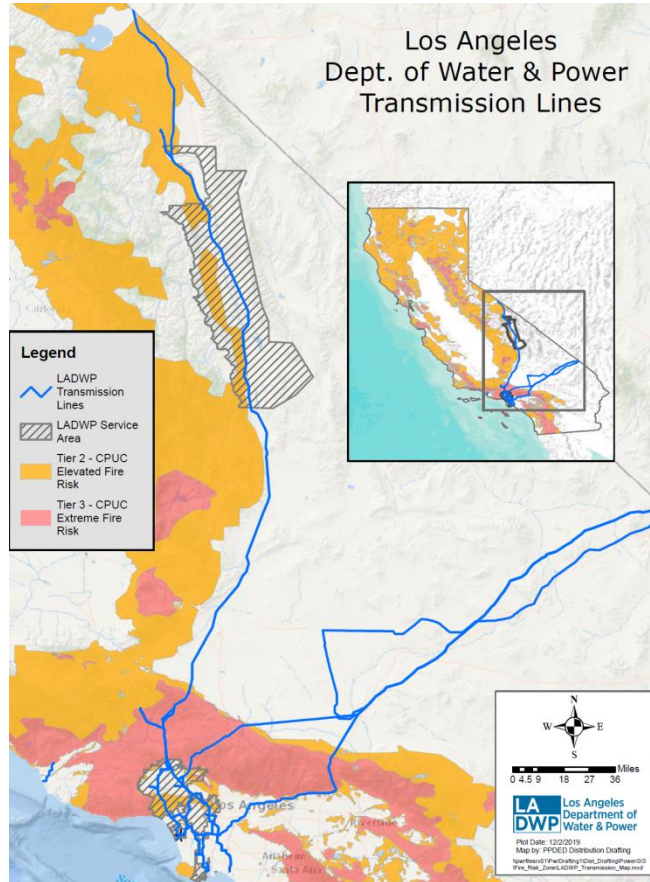 Los Angeles
Dept. of Water & Power
Transmission Lines
Legend
LADWP
Transmission
Lines
LADWP Service
Area
Tier 2 - CPUC
Elevated Fire
Risk
Tier 3 - CPUC
Extreme Fire
Risk
Los Angeles
Riverside
Anaheim
Santa Ana
N
W E
S
Miles
0 4.5 9 18 27 36
LA
DWP
Los Angeles
Department of
Water & Power
Plot Date: 12/2/2019
Map by: PPDED Distribution Drafting